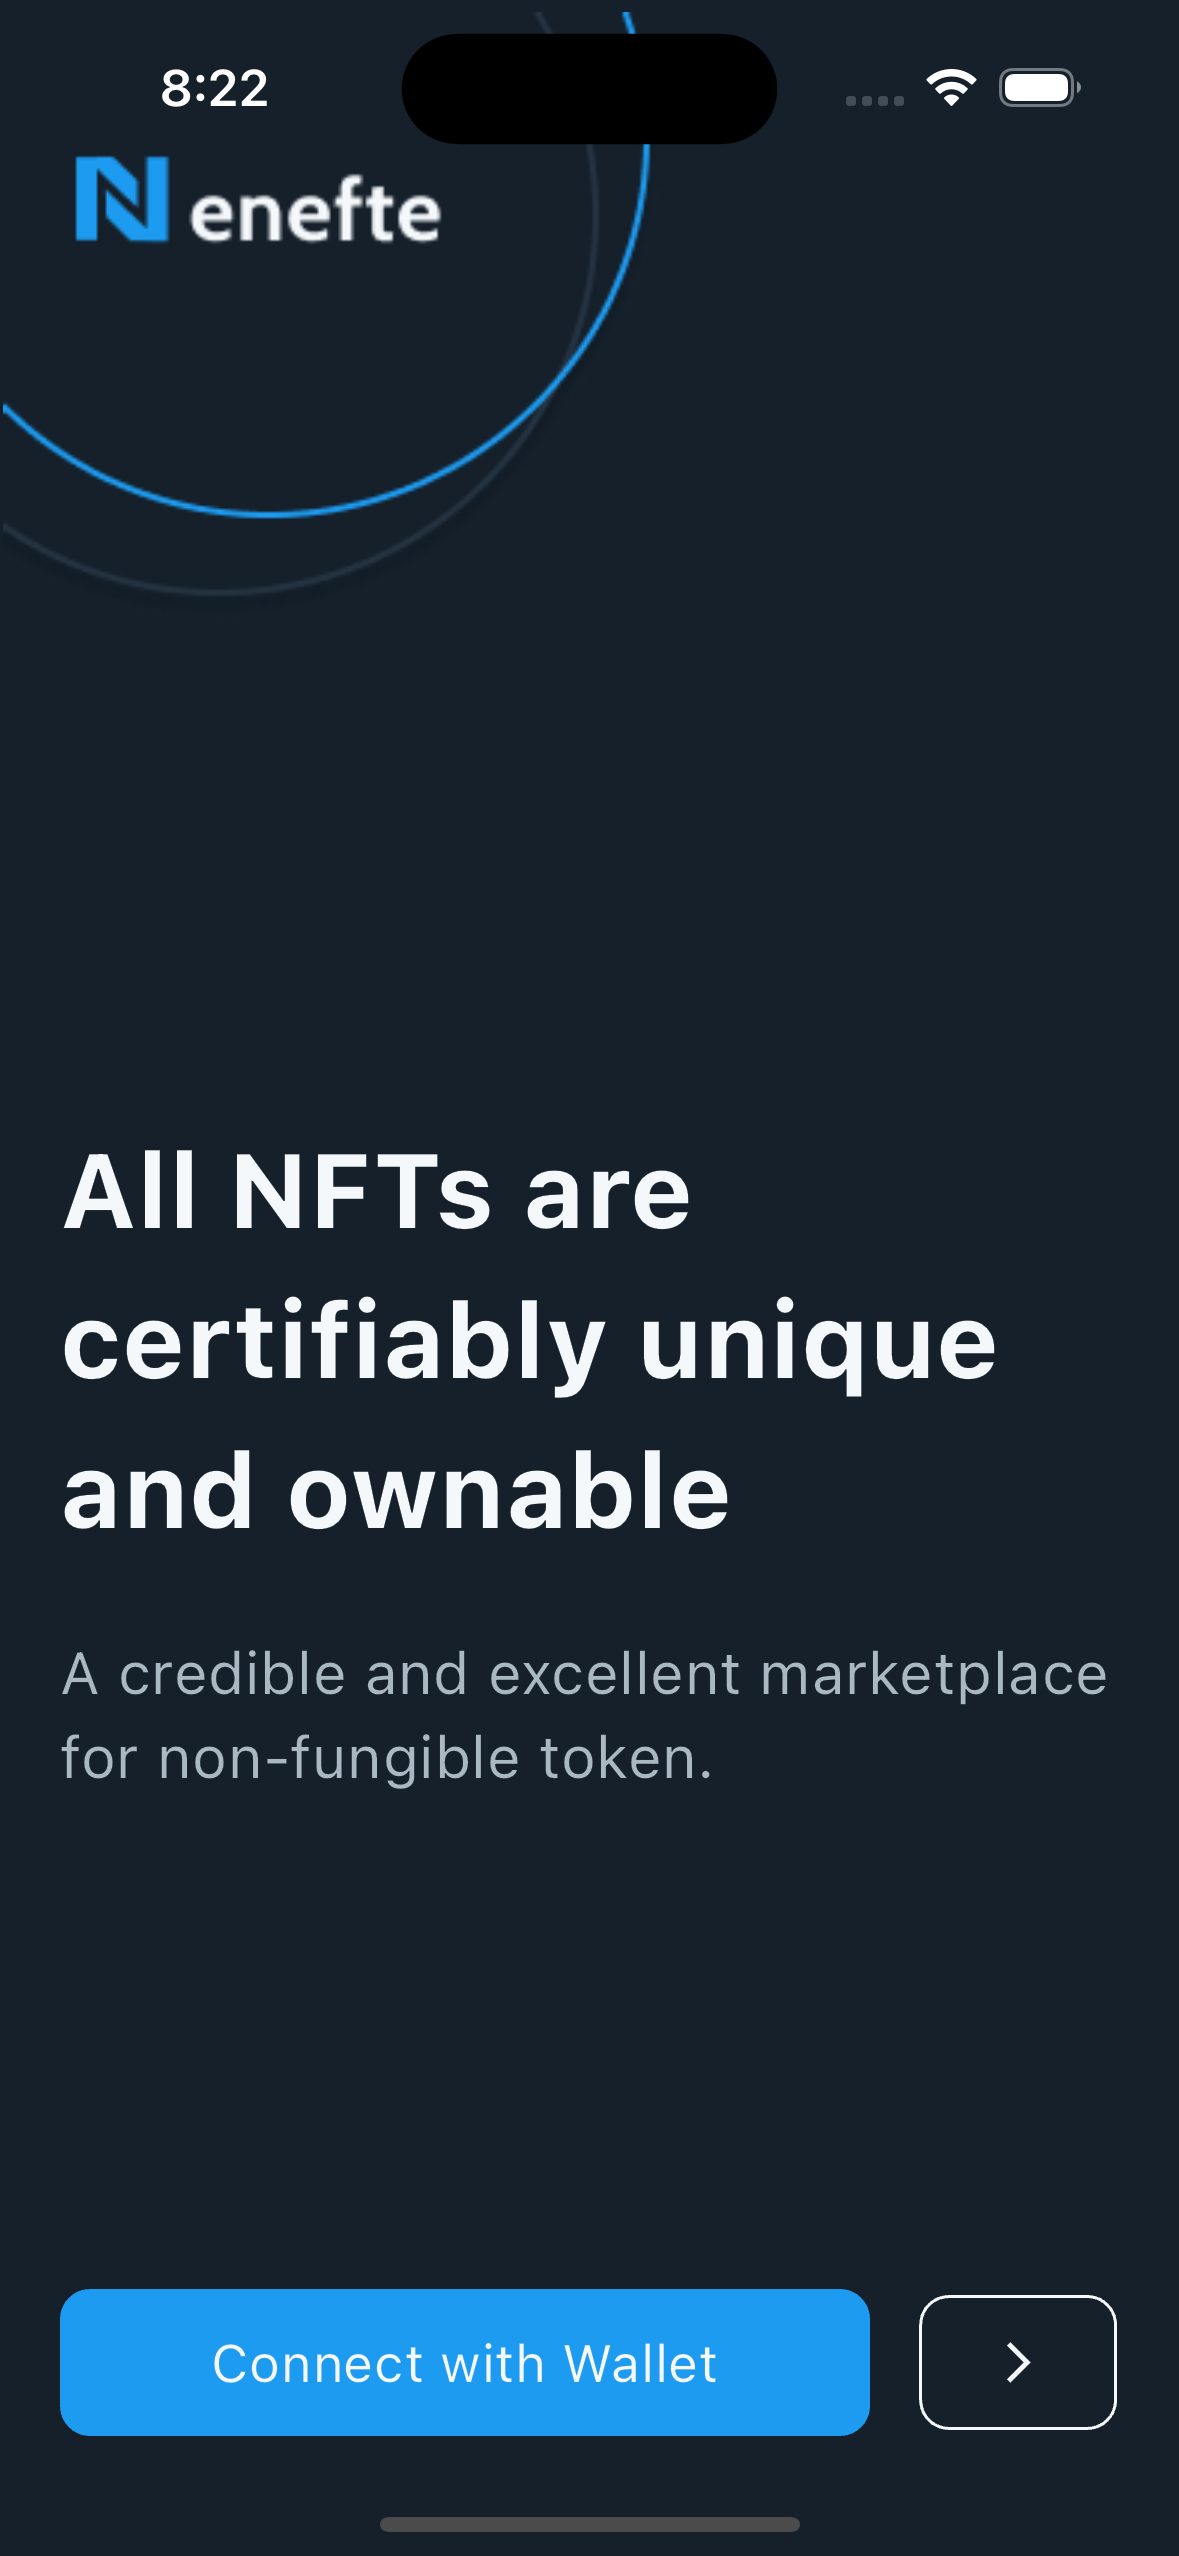 8:22
enefte
All NFTs are
certifiably unique
and ownable
A credible and excellent marketplace
for non-fungible token.
Connect with Wallet